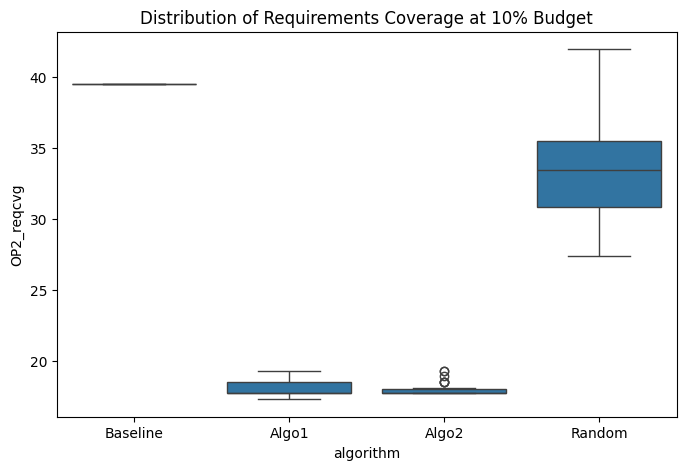 Distribution of Requirements Coverage at 10% Budget
OP2_reqcvg
40
35
30
25
20
Baseline
Algo1
Algo2
Random
algorithm